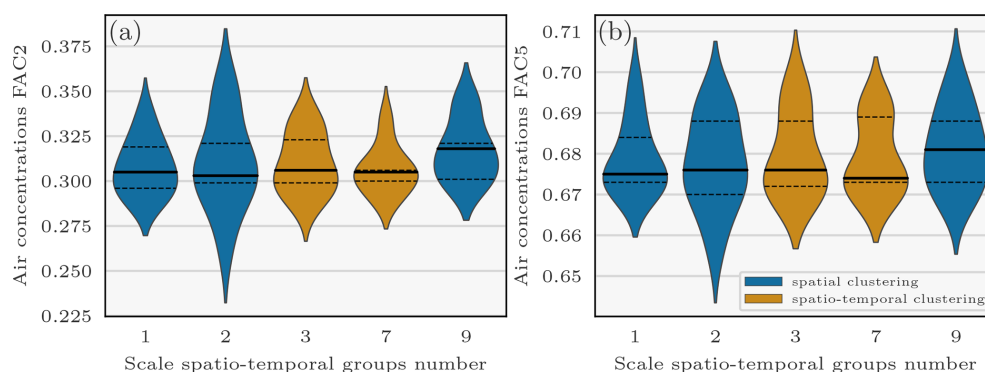 (a)
Air concentrations FAC2
0.375
0.350
0.325
0.300
0.275
0.250
0.225
1 2 3 7 9
Scale spatio-temporal groups number
(b)
Air concentrations FAC5
0.71
0.70
0.69
0.68
0.67
0.66
0.65
spatial clustering
spatio-temporal clustering
1 2 3 7 9
Scale spatio-temporal groups number